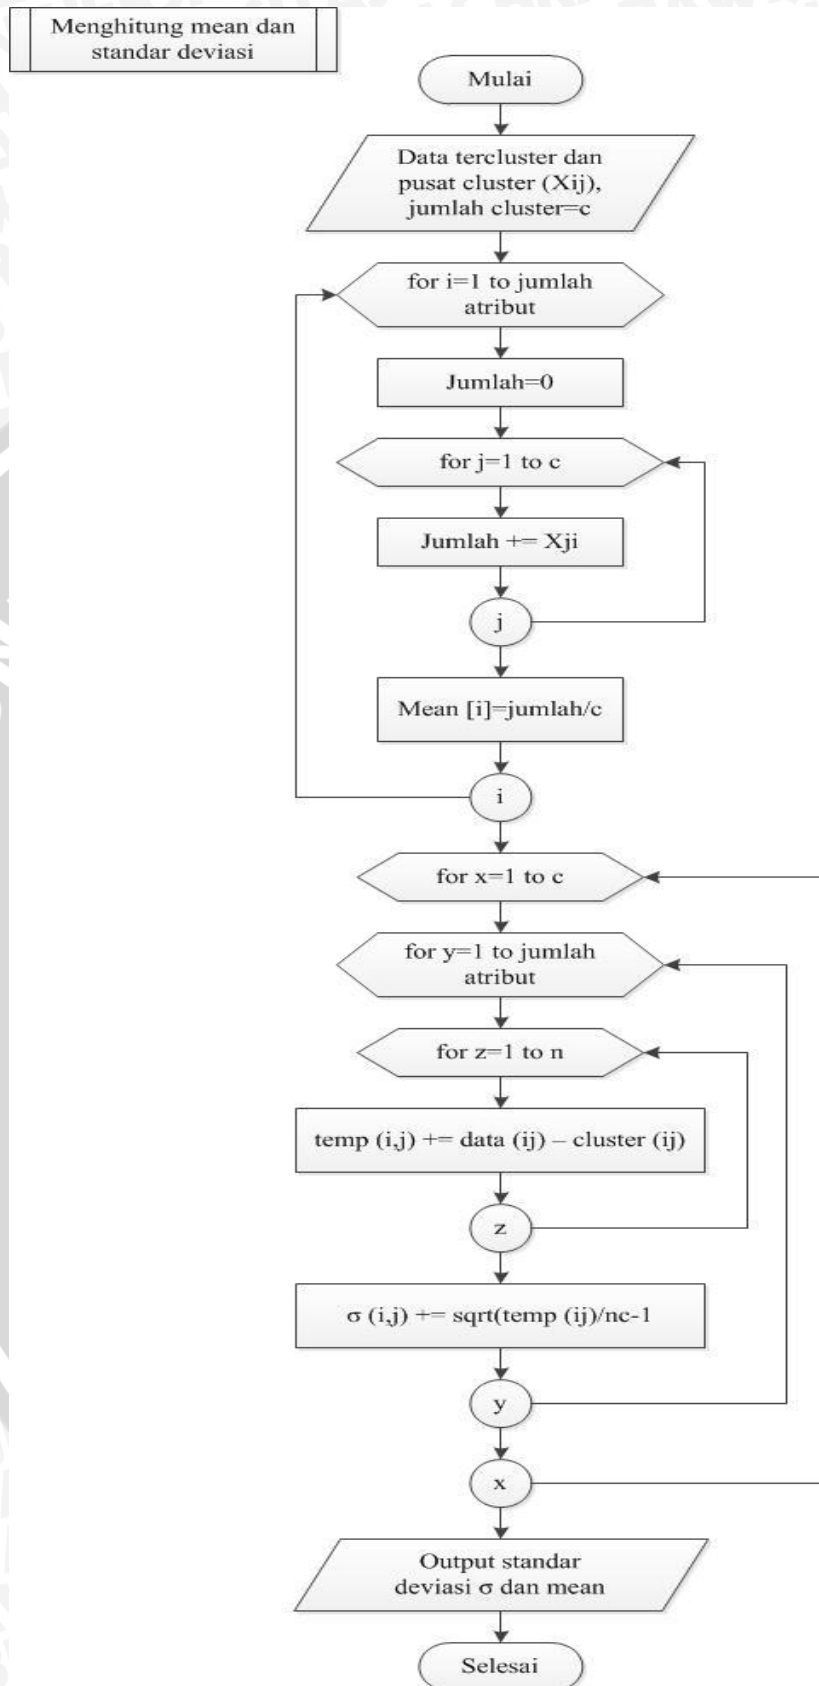 Menghitung mean dan
standar deviasi
Mulai
Data tercluster dan
pusat cluster (Xij),
jumlah cluster=c
for i=1 to jumlah
atribut
Jumlah=0
for j=1 to c
Jumlah += Xji
j
Mean [i]=jumlah/c
i
for x=1 to c
for y=1 to jumlah
atribut
for z=1 to n
temp (i,j) += data (ij) – cluster (ij)
z
σ (i,j) += sqrt(temp (ij)/nc-1
y
x
Output standar
deviasi σ dan mean
Selesai